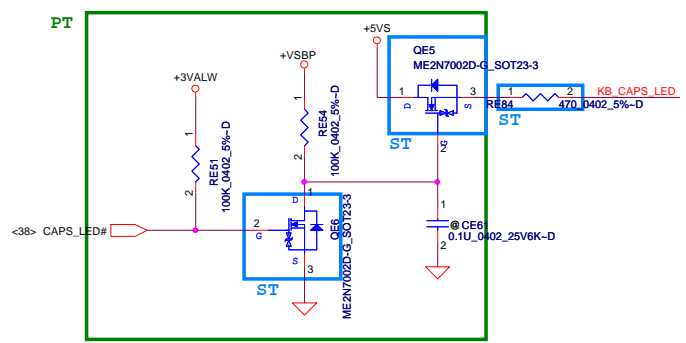 PT
+5VS
QE5
ME2N7002D-G_SOT23-3
+VSBP
+3VALW
1
D
3
S
RE84
1
2
470_0402_5%~D
KB_CAPS_LED
ST
ST
G
2
1
RE54
100K_0402_5%~D
2
1
RE51
100K_0402_5%~D
2
1
D
2
G
S
3
QE6
ME2N7002D-G_SOT23-3
ST
1
@CE61
0.1U_0402_25V6K~D
2
<38> CAPS_LED#